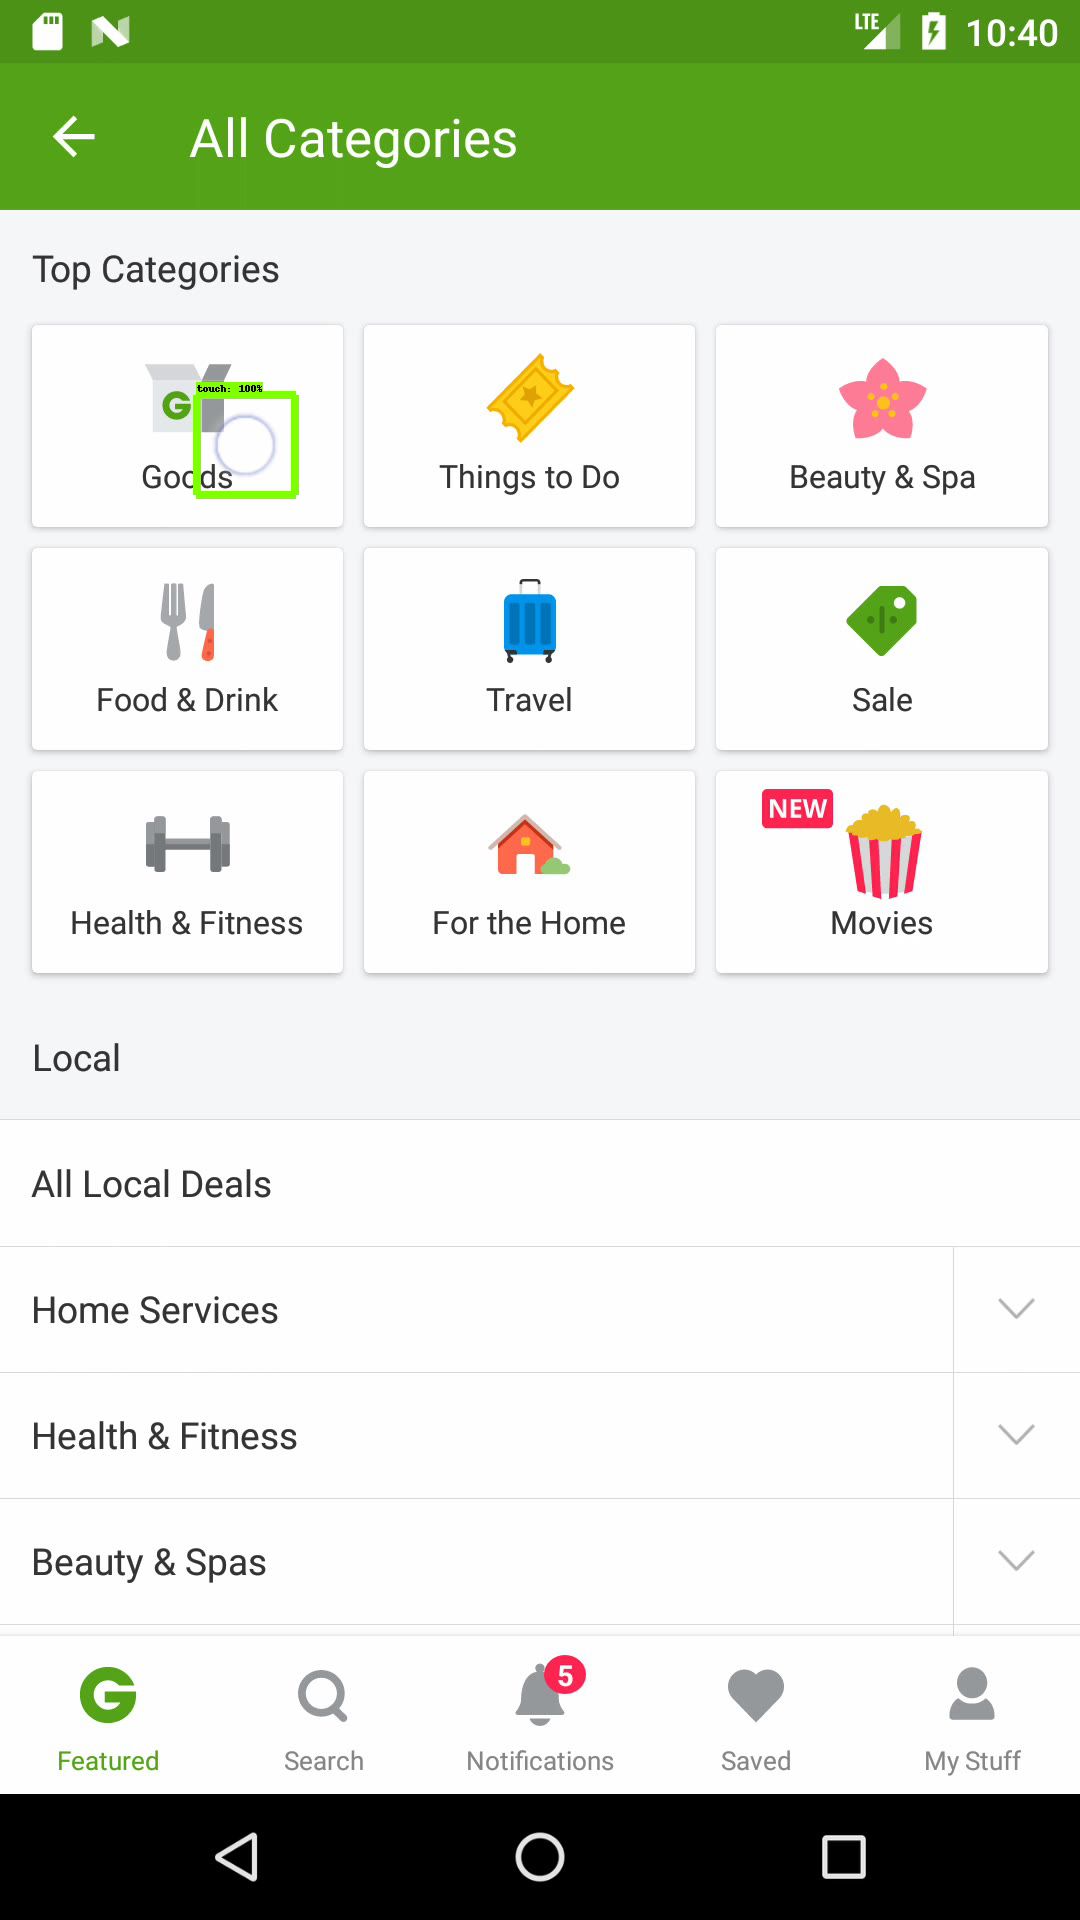 LTE 10:40
All Categories
Top Categories
touch: 100%
Goods
Things to Do
Beauty & Spa
Food & Drink
Travel
Sale
Health & Fitness
For the Home
NEW
Movies
Local
All Local Deals
Home Services
Health & Fitness
Beauty & Spas
5
Featured
Search
Notifications
Saved
My Stuff